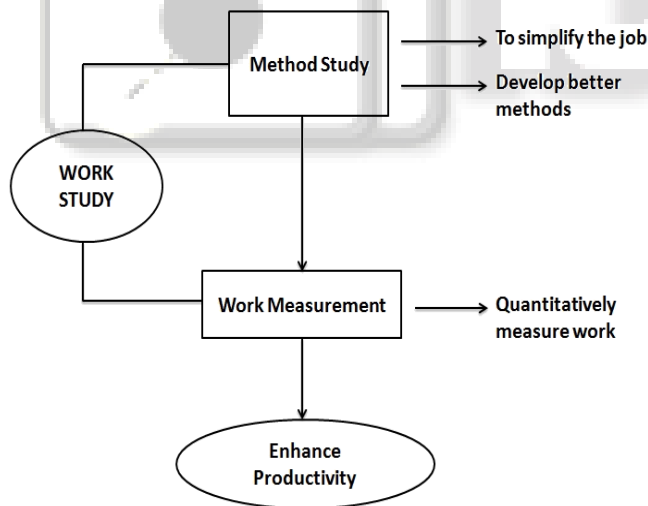 To simplify the job
Method Study
Develop better
methods
WORK
STUDY
Work Measurement
Quantitatively
measure work
Enhance
Productivity